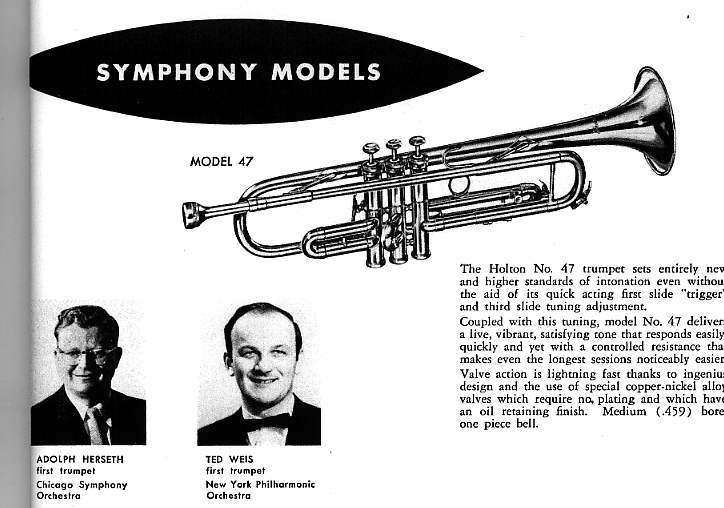 SYMPHONY MODELS
MODEL 47
The Holton No. 47 trumpet sets entirely new
and higher standards of intonation even withou
the aid of its quick acting first slide "trigger"
and third slide tuning adjustment.
Coupled with this tuning, model No. 47 deliver
a live, vibrant, satisfying tone that responds easily
quickly and yet with a controlled resistance tha
makes even the longest sessions noticeably easier
Valve action is lightning fast thanks to ingeniu
design and the use of special copper-nickel alloy
valves which require no, plating and which have
an oil retaining finish. Medium (.459) bore
one piece bell.
ADOLPH HERSETH
first trumpet
Chicago Symphony
Orchestra
TED WEIS
first trumpet
New York Philharmonic
Orchestra